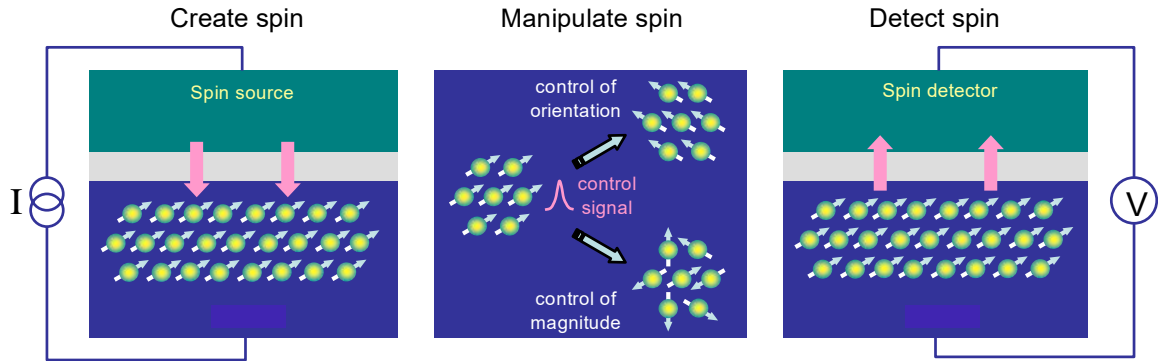 Create spin
Manipulate spin
Detect spin
Spin source
I
control of
orientation
control
signal
control of
magnitude
Spin detector
V